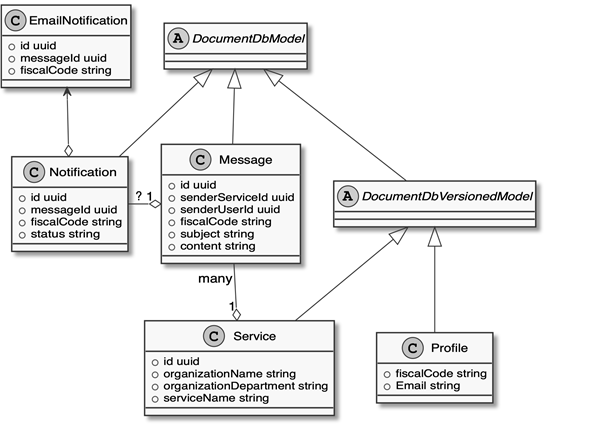 C EmailNotification
id uuid
messageId uuid
fiscalCode string
A DocumentDbModel
C Notification
id uuid
messageId uuid
fiscalCode string
status string
? 1
C Message
id uuid
senderServiceId uuid
senderUserId uuid
fiscalCode string
subject string
content string
A DocumentDbVersionedModel
many
1
C Service
id uuid
organizationName string
organizationDepartment string
serviceName string
C Profile
fiscalCode string
Email string